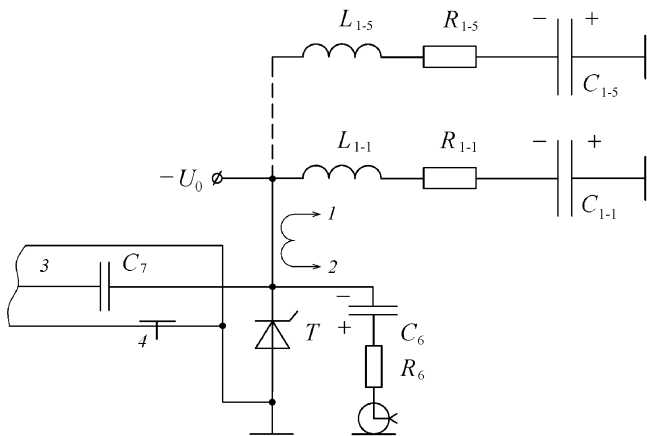 L1-5 R1-5 − +
C1-5
L1-1 R1-1 − +
− U0
C1-1
1
3 C7
2
−
+ C6
4 T
R6